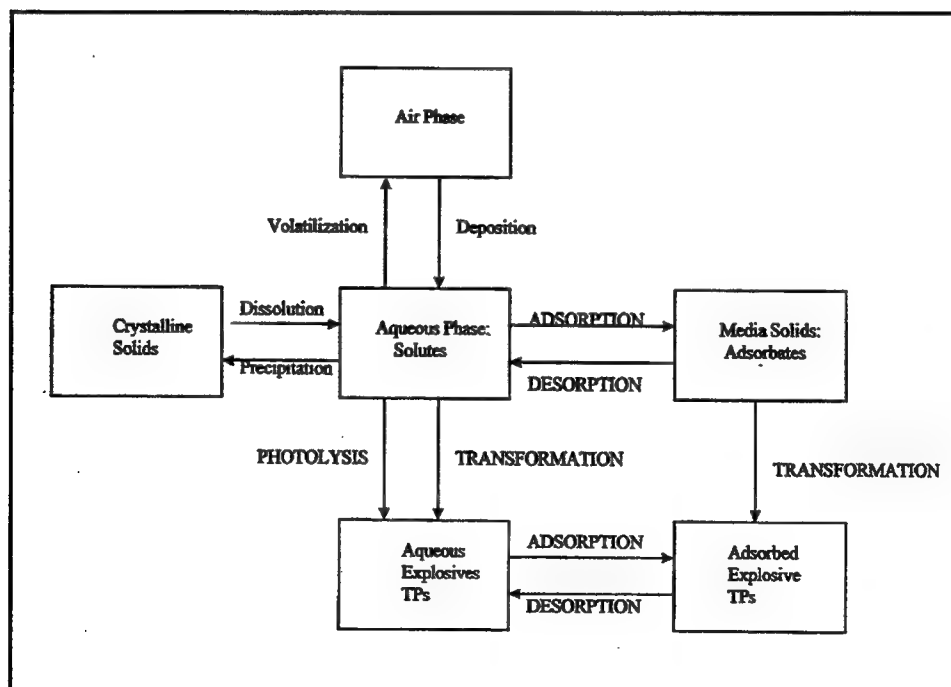 Air Phase
Volatilization
Deposition
Crystalline
Solids
Dissolution
Precipitation
Aqueous Phase:
Solutes
ADSORPTION
DESORPTION
Media Solids:
Adsorbates
PHOTOLYSIS
TRANSFORMATION
TRANSFORMATION
Aqueous
Explosives
TPs
ADSORPTION
DESORPTION
Adsorbed
Explosive
TPs